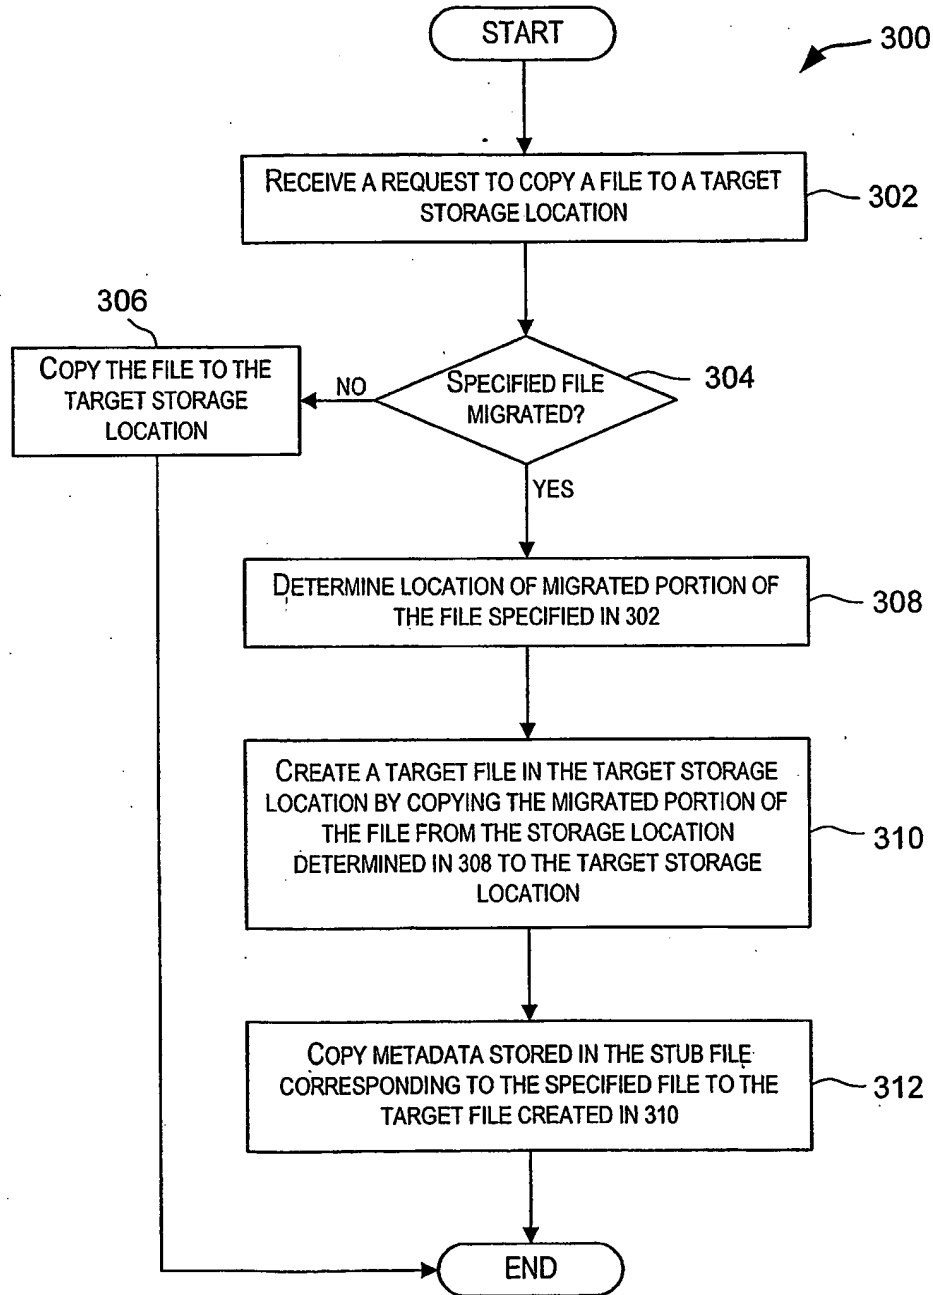 START
300
RECEIVE A REQUEST TO COPY A FILE TO A TARGET
STORAGE LOCATION
302
306
COPY THE FILE TO THE
TARGET STORAGE
LOCATION
NO
SPECIFIED FILE
MIGRATED?
304
YES
DETERMINE LOCATION OF MIGRATED PORTION OF
THE FILE SPECIFIED IN 302
308
CREATE A TARGET FILE IN THE TARGET STORAGE
LOCATION BY COPYING THE MIGRATED PORTION OF
THE FILE FROM THE STORAGE LOCATION
DETERMINED IN 308 TO THE TARGET STORAGE
LOCATION
310
COPY METADATA STORED IN THE STUB FILE
CORRESPONDING TO THE SPECIFIED FILE TO THE
TARGET FILE CREATED IN 310
312
END